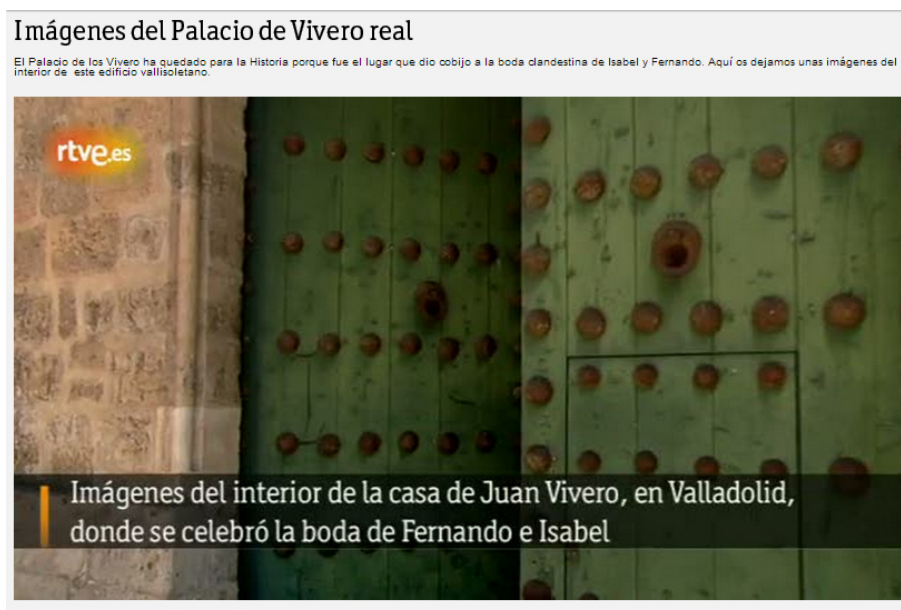 Imágenes del Palacio de Vivero real
El Palacio de los Vivero ha quedado para la Historia porque fue el lugar que dio cobijo a la boda clandestina de Isabel y Fernando. Aquí os dejamos unas imágenes del
interior de este edificio vallisoletano.
rtve.es
Imágenes del interior de la casa de Juan Vivero, en Valladolid,
donde se celebró la boda de Fernando e Isabel